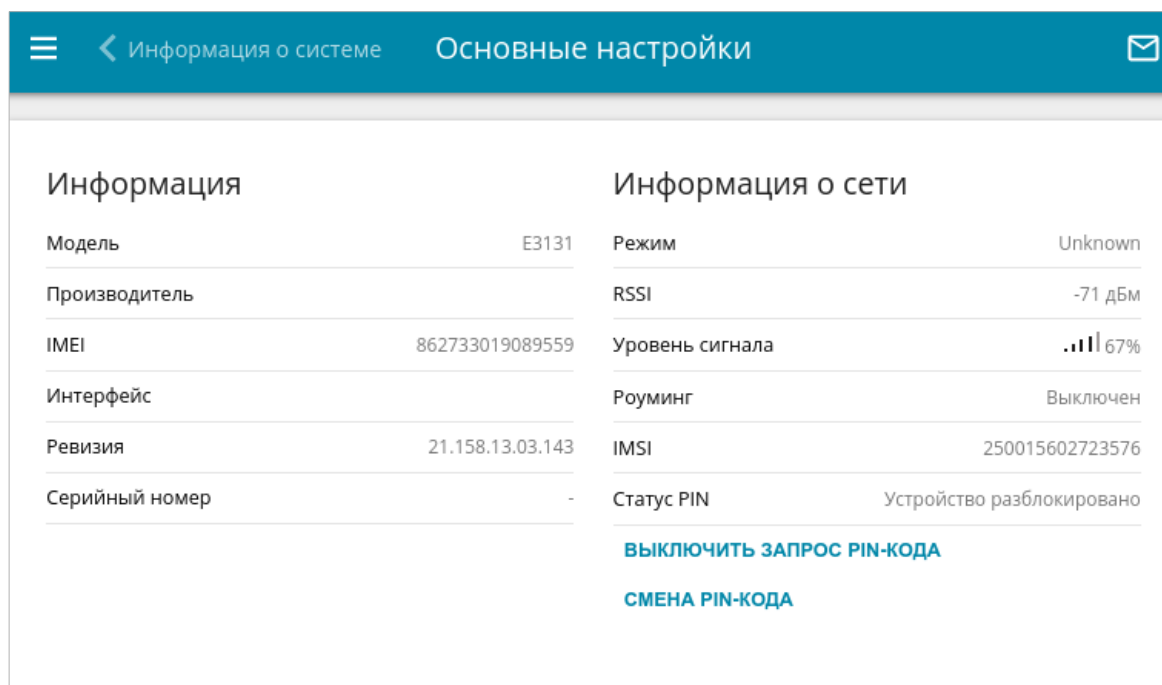 Информация о системе Основные настройки
Информация
Модель E3131
Производитель
IMEI 862733019089559
Интерфейс
Ревизия 21.158.13.03.143
Серийный номер -
Информация о сети
Режим Unknown
RSSI -71 дБм
Уровень сигнала 67%
Роуминг Выключен
IMSI 250015602723576
Статус PIN Устройство разблокировано
ВЫКЛЮЧИТЬ ЗАПРОС PIN-КОДА
СМЕНА PIN-КОДА